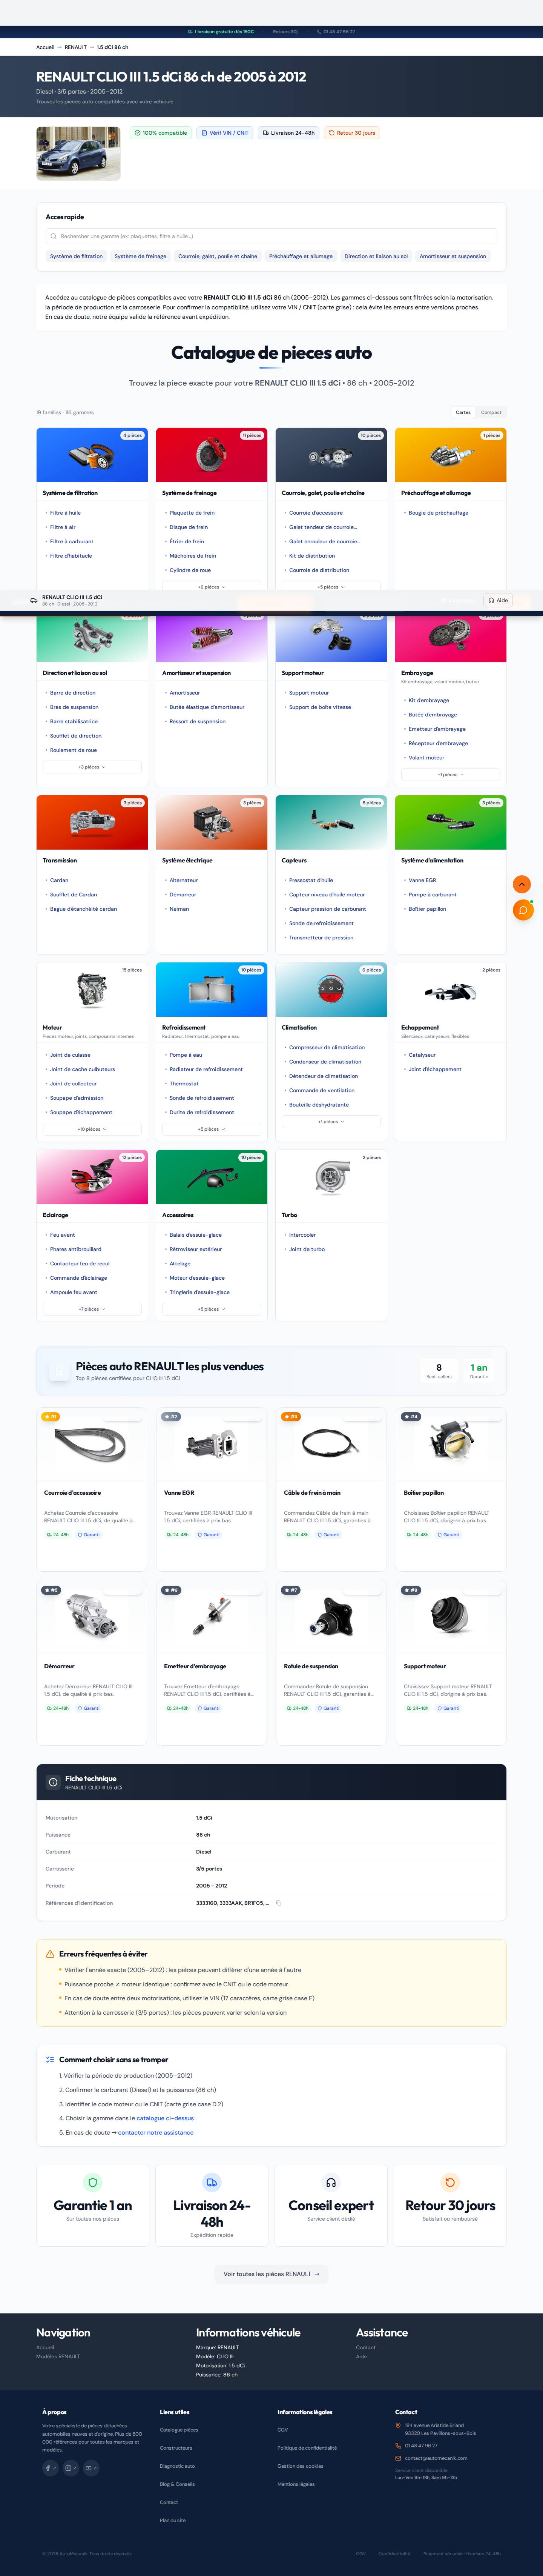 Livraison gratuite dès 150€
Retours 30j
01 48 47 96 27
Accueil → RENAULT → 1.5 dCi 86 ch
RENAULT CLIO III 1.5 dCi 86 ch de 2005 à 2012
Diesel · 3/5 portes · 2005–2012
Trouvez les pièces auto compatibles avec votre véhicule
100% compatible
Vérif VIN / CNIT
Livraison 24-48h
Retour 30 jours
Acces rapide
Rechercher une gamme (ex: plaquettes, filtre a huile...)
Système de filtration
Système de freinage
Courroie, galet, poulie et chaîne
Préchauffage et allumage
Direction et liaison au sol
Amortisseur et suspension
Accédez au catalogue de pièces compatibles avec votre RENAULT CLIO III 1.5 dCi 86 ch (2005–2012). Les gammes ci-dessous sont filtrées selon la motorisation,
la période de production et la carrosserie. Pour confirmer la compatibilité, utilisez votre VIN / CNIT (carte grise) : cela évite les erreurs entre versions proches.
En cas de doute, notre équipe valide la référence avant expédition.
Catalogue de pieces auto
Trouvez la piece exacte pour votre RENAULT CLIO III 1.5 dCi • 86 ch • 2005-2012
19 familles · 116 gammes
Cartes
Compact
4 pièces
Système de filtration
Filtre à huile
Filtre à air
Filtre à carburant
Filtre d'habitacle
11 pièces
Système de freinage
Plaquette de frein
Disque de frein
Étrier de frein
Mâchoires de frein
Cylindre de roue
+6 pièces
10 pièces
Courroie, galet, poulie et chaîne
Courroie d'accessoire
Galet tendeur de courroie...
Galet enrouleur de courroie...
Kit de distribution
Courroie de distribution
+5 pièces
1 pièces
Préchauffage et allumage
Bougie de préchauffage
RENAULT CLIO III 1.5 dCi
86 ch · Diesel · 2005–2012
Aide
Direction et liaison au sol
Barre de direction
Bras de suspension
Barre stabilisatrice
Soufflet de direction
Roulement de roue
+3 pièces
Amortisseur et suspension
Amortisseur
Butée élastique d'amortisseur
Ressort de suspension
Support moteur
Support moteur
Support de boîte vitesse
Embrayage
Kit embrayage, volant moteur, butee
Kit d'embrayage
Butée d'embrayage
Emetteur d'embrayage
Récepteur d'embrayage
Volant moteur
+1 pièces
3 pièces
Transmission
Cardan
Soufflet de Cardan
Bague d'étanchéité cardan
3 pièces
Système électrique
Alternateur
Démarreur
Neiman
5 pièces
Capteurs
Pressostat d'huile
Capteur niveau d'huile moteur
Capteur pression de carburant
Sonde de refroidissement
Transmetteur de pression
3 pièces
Système d'alimentation
Vanne EGR
Pompe à carburant
Boîtier papillon
15 pièces
Moteur
Pieces moteur, joints, composants internes
Joint de culasse
Joint de cache culbuteurs
Joint de collecteur
Soupape d'admission
Soupape d'échappement
+10 pièces
10 pièces
Refroidissement
Radiateur, thermostat, pompe a eau
Pompe à eau
Radiateur de refroidissement
Thermostat
Sonde de refroidissement
Durite de refroidissement
+5 pièces
6 pièces
Climatisation
Compresseur de climatisation
Condenseur de climatisation
Détendeur de climatisation
Commande de ventilation
Bouteille déshydratante
+1 pièces
2 pièces
Echappement
Silencieux, catalyseurs, flexibles
Catalyseur
Joint d'échappement
12 pièces
Eclairage
Feu avant
Phares antibrouillard
Contacteur feu de recul
Commande d'éclairage
Ampoule feu avant
+7 pièces
10 pièces
Accessoires
Balais d'essuie-glace
Rétroviseur extérieur
Attelage
Moteur d'essuie-glace
Tringlerie d'essuie-glace
+5 pièces
2 pièces
Turbo
Intercooler
Joint de turbo
Pièces auto RENAULT les plus vendues
Top 8 pièces certifiées pour CLIO III 1.5 dCi
8
Best-sellers
1 an
Garantie
#1
Courroie d'accessoire
Achetez Courroie d'accessoire
RENAULT CLIO III 1.5 dCi, de qualité à...
24-48h
Garanti
#2
Vanne EGR
Trouvez Vanne EGR RENAULT CLIO III
1.5 dCi, certifiées à prix bas.
24-48h
Garanti
#3
Câble de frein à main
Commandez Câble de frein à main
RENAULT CLIO III 1.5 dCi, garanties à...
24-48h
Garanti
#4
Boîtier papillon
Choisissez Boîtier papillon RENAULT
CLIO III 1.5 dCi, d'origine à prix bas.
24-48h
Garanti
#5
Démarreur
Achetez Démarreur RENAULT CLIO III
1.5 dCi, de qualité à prix bas.
24-48h
Garanti
#6
Emetteur d'embrayage
Trouvez Emetteur d'embrayage
RENAULT CLIO III 1.5 dCi, certifiées à...
24-48h
Garanti
#7
Rotule de suspension
Commandez Rotule de suspension
RENAULT CLIO III 1.5 dCi, garanties à...
24-48h
Garanti
#8
Support moteur
Choisissez Support moteur RENAULT
CLIO III 1.5 dCi, d'origine à prix bas.
24-48h
Garanti
Fiche technique
RENAULT CLIO III 1.5 dCi
Motorisation
1.5 dCi
Puissance
86 ch
Carburant
Diesel
Carrosserie
3/5 portes
Période
2005 - 2012
Références d'identification
3333160, 3333AAK, BR1F05, ...
Erreurs fréquentes à éviter
Vérifier l'année exacte (2005–2012) : les pièces peuvent différer d'une année à l'autre
Puissance proche ≠ moteur identique : confirmez avec le CNIT ou le code moteur
En cas de doute entre deux motorisations, utilisez le VIN (17 caractères, carte grise case E)
Attention à la carrosserie (3/5 portes) : les pièces peuvent varier selon la version
Comment choisir sans se tromper
1. Vérifier la période de production (2005–2012)
2. Confirmer le carburant (Diesel) et la puissance (86 ch)
3. Identifier le code moteur ou le CNIT (carte grise case D.2)
4. Choisir la gamme dans le catalogue ci-dessus
5. En cas de doute → contacter notre assistance
Garantie 1 an
Sur toutes nos pièces
Livraison 24-
48h
Expédition rapide
Conseil expert
Service client dédié
Retour 30 jours
Satisfait ou remboursé
Voir toutes les pièces RENAULT →
Navigation
Accueil
Modèles RENAULT
Informations véhicule
Marque: RENAULT
Modèle: CLIO III
Motorisation: 1.5 dCi
Puissance: 86 ch
Assistance
Contact
Aide
À propos
Votre spécialiste de pièces détachées
automobiles neuves et d'origine. Plus de 500
000 références pour toutes les marques et
modèles.
Liens utiles
Catalogue pièces
Constructeurs
Diagnostic auto
Blog & Conseils
Contact
Plan du site
Informations légales
CGV
Politique de confidentialité
Gestion des cookies
Mentions légales
Contact
184 avenue Aristide Briand
93320 Les Pavillons-sous-Bois
01 48 47 96 27
contact@automecanik.com
Service client disponible
Lun-Ven 9h-18h, Sam 9h-13h
© 2026 AutoMecanik. Tous droits réservés.
CGV
Confidentialité
Paiement sécurisé · Livraison 24-48h